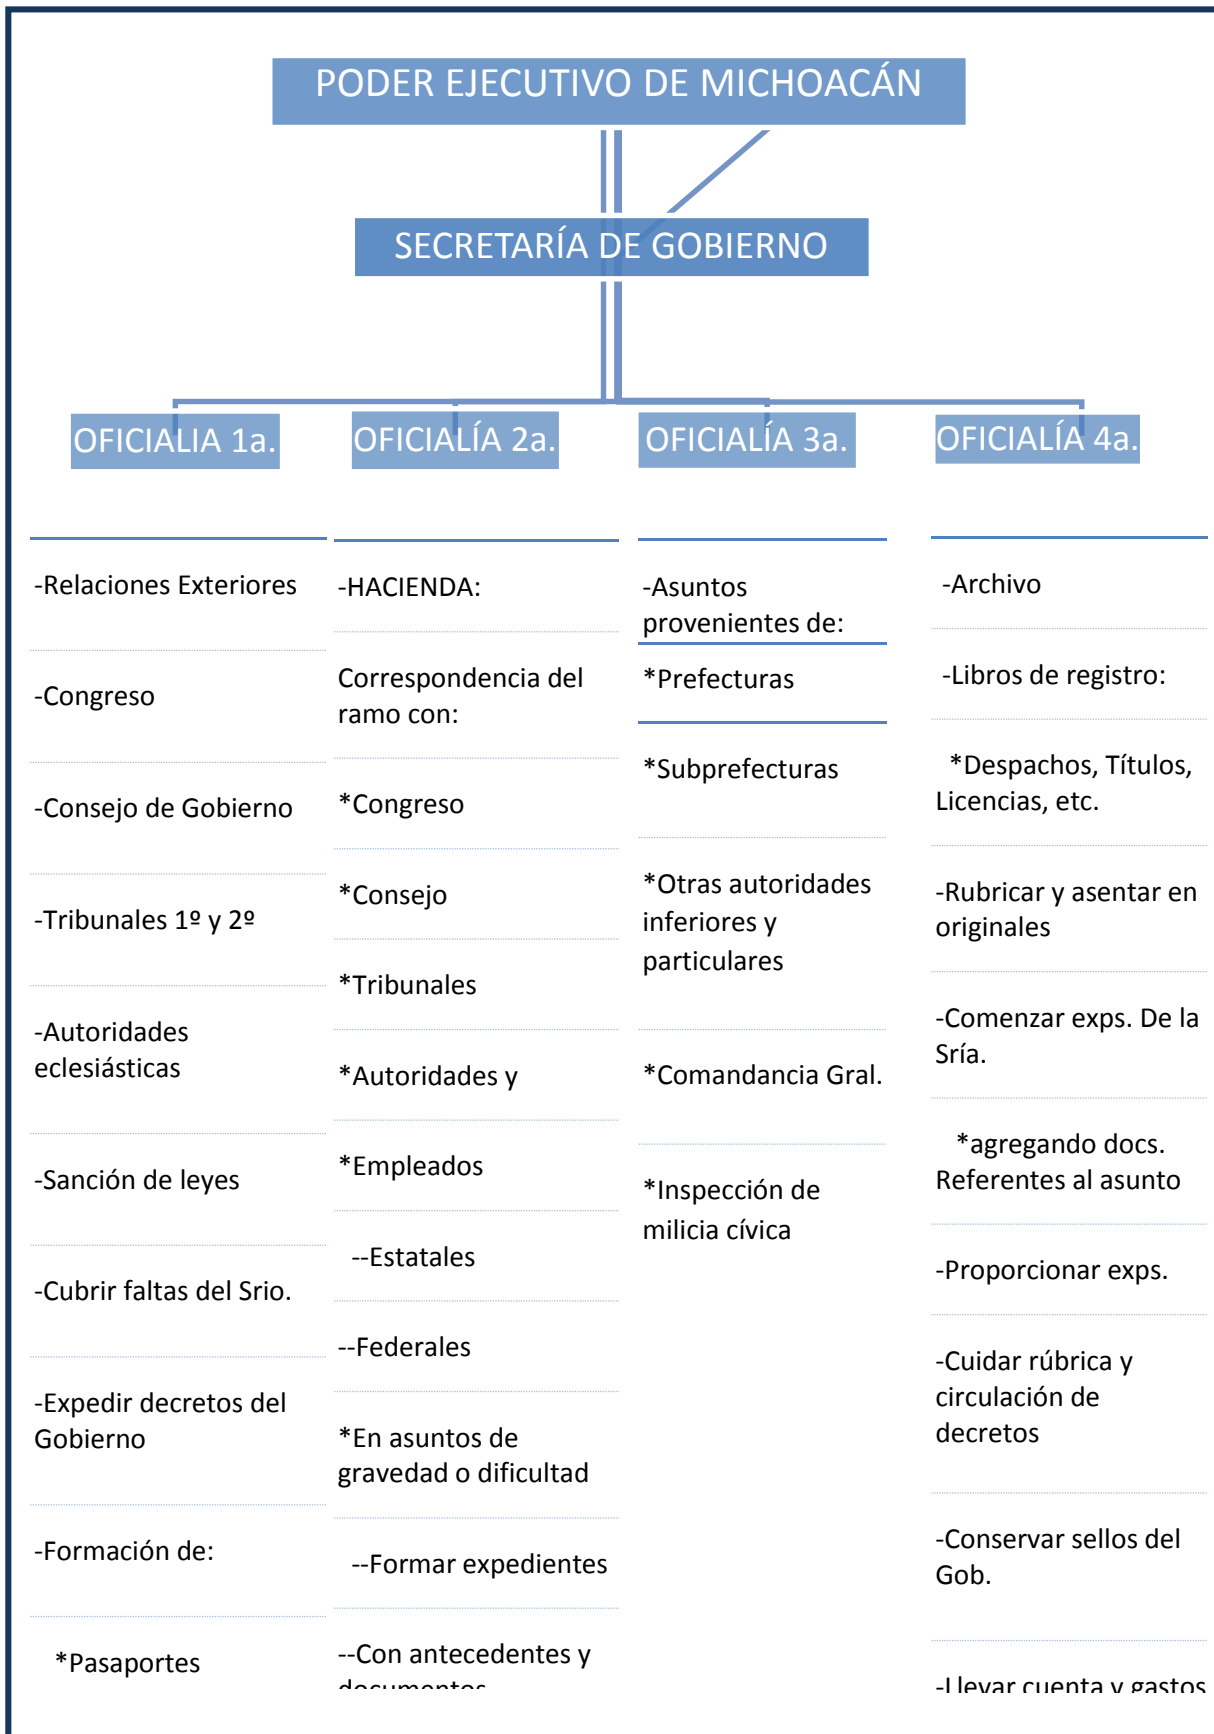 PODER EJECUTIVO DE MICHOACÁN
SECRETARÍA DE GOBIERNO
OFICIALIA 1a.
-Relaciones Exteriores
-Congreso
-Consejo de Gobierno
-Tribunales 1º y 2º
-Autoridades
eclesiásticas
-Sanción de leyes
-Cubrir faltas del Srio.
-Expedir decretos del
Gobierno
-Formación de:
*Pasaportes
OFICIALÍA 2a.
-HACIENDA:
Correspondencia del
ramo con:
*Congreso
*Consejo
*Tribunales
*Autoridades y
*Empleados
--Estatales
--Federales
*En asuntos de
gravedad o dificultad
--Formar expedientes
--Con antecedentes y
documentos
OFICIALÍA 3a.
-Asuntos
provenientes de:
*Prefecturas
*Subprefecturas
*Otras autoridades
inferiores y
particulares
*Comandancia Gral.
*Inspección de
milicia cívica
OFICIALÍA 4a.
-Archivo
-Libros de registro:
*Despachos, Títulos,
Licencias, etc.
-Rubricar y asentar en
originales
-Comenzar exps. De la
Sría.
*agregando docs.
Referentes al asunto
-Proporcionar exps.
-Cuidar rúbrica y
circulación de
decretos
-Conservar sellos del
Gob.
-Llevar cuenta y gastos